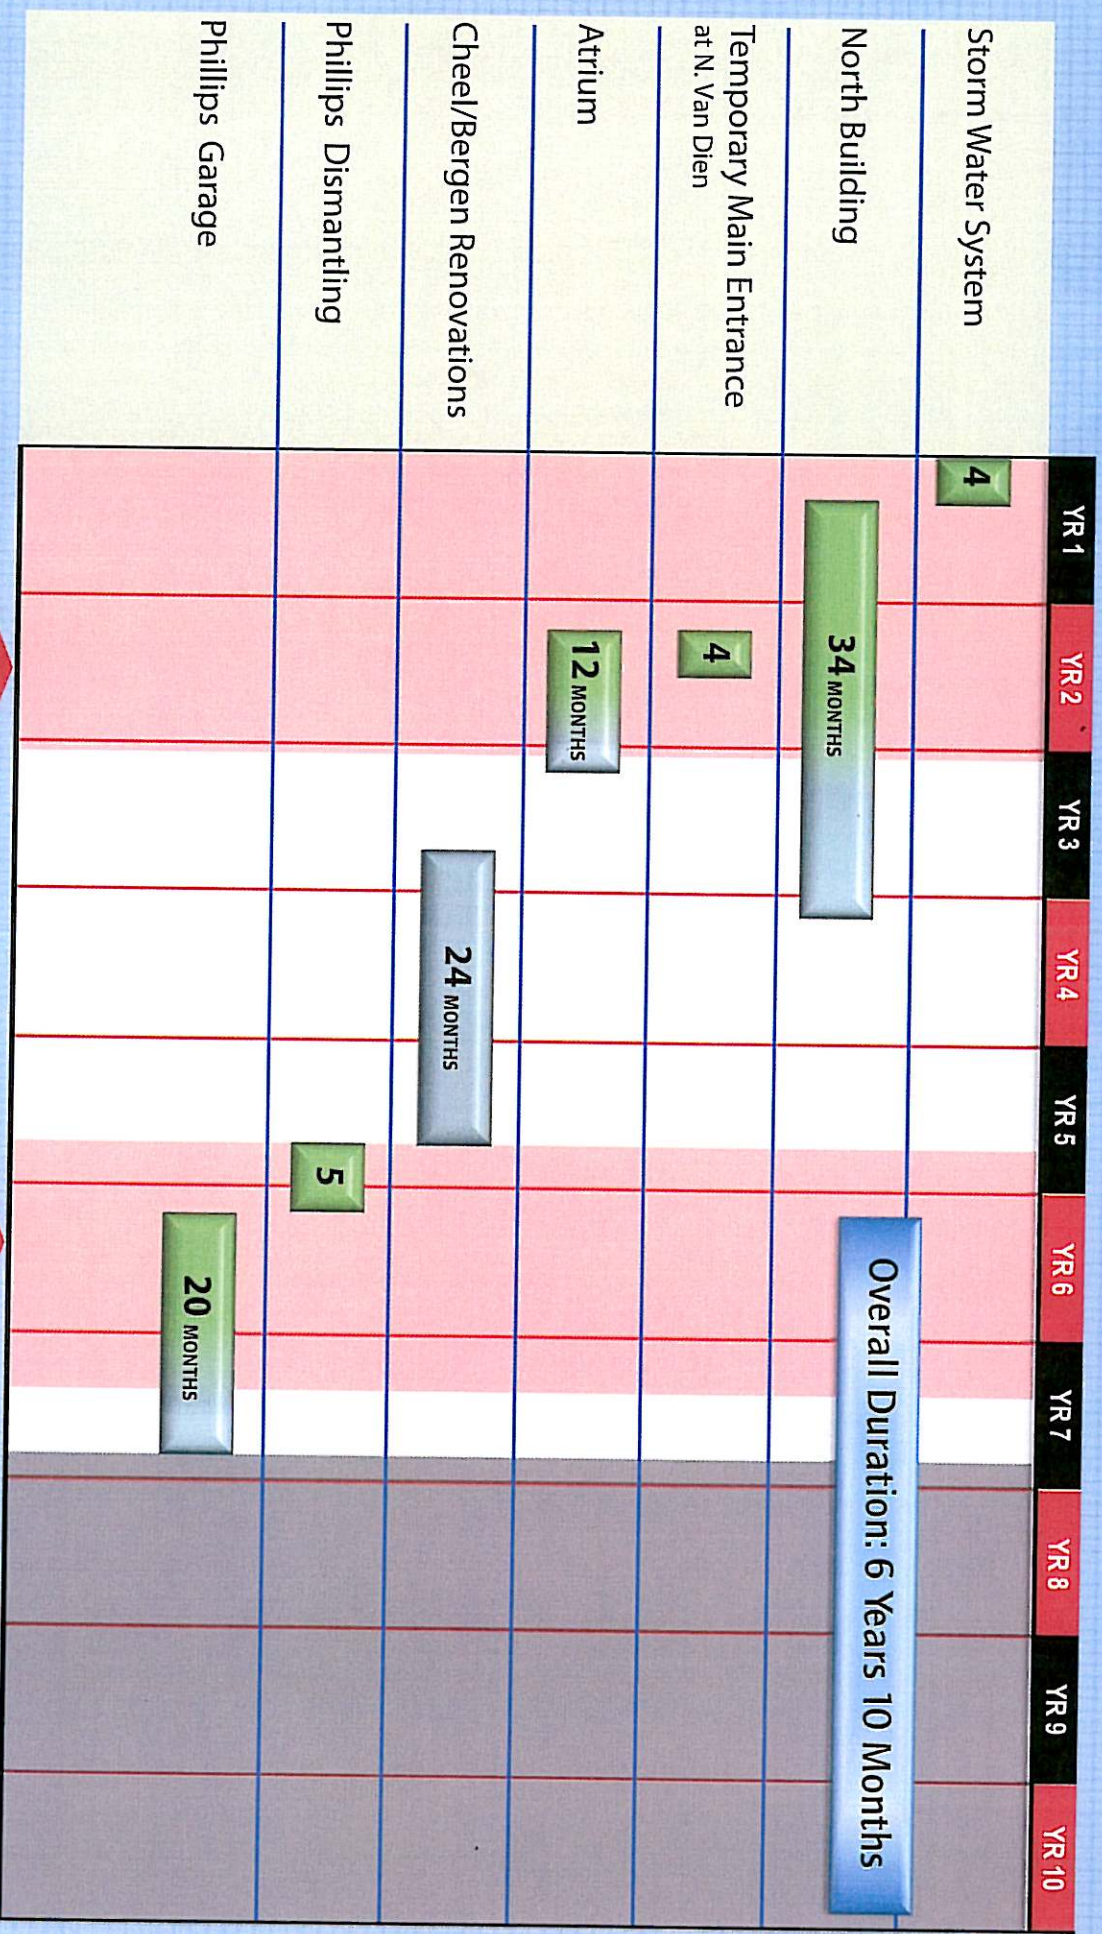 YR 1 YR 2 YR 3 YR 4 YR 5 YR 6 YR 7 YR 8 YR 9 YR 10
Storm Water System
4
North Building
34 MONTHS
Overall Duration: 6 Years 10 Months
Temporary Main Entrance
at N. Van Dien
4
Atrium
12 MONTHS
Cheel/Bergen Renovations
24 MONTHS
Phillips Dismantling
5
Phillips Garage
20 MONTHS